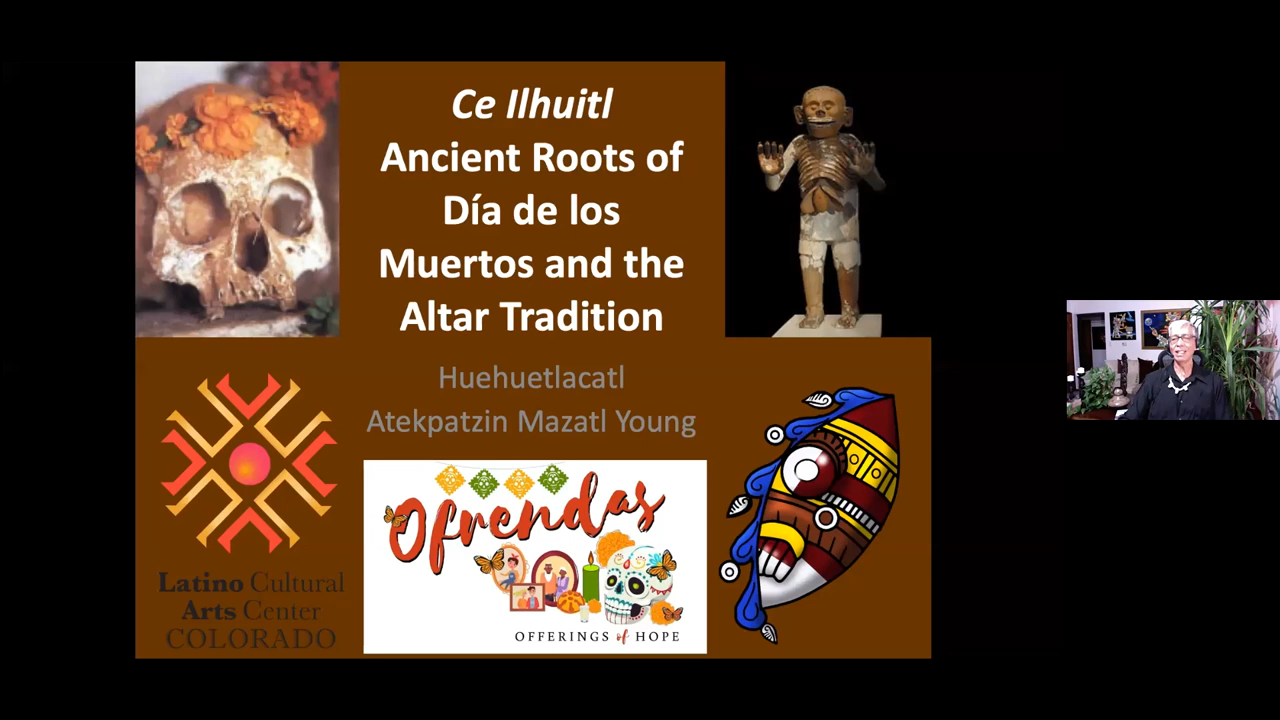 Ce Ilhuitl
Ancient Roots of
Día de los
Muertos and the
Altar Tradition
Huehuetlacatl
Atekpatzin Mazatl Young
Latino Cultural
Arts Center
COLORADO
Ofrendas
OFFERINGS of HOPE